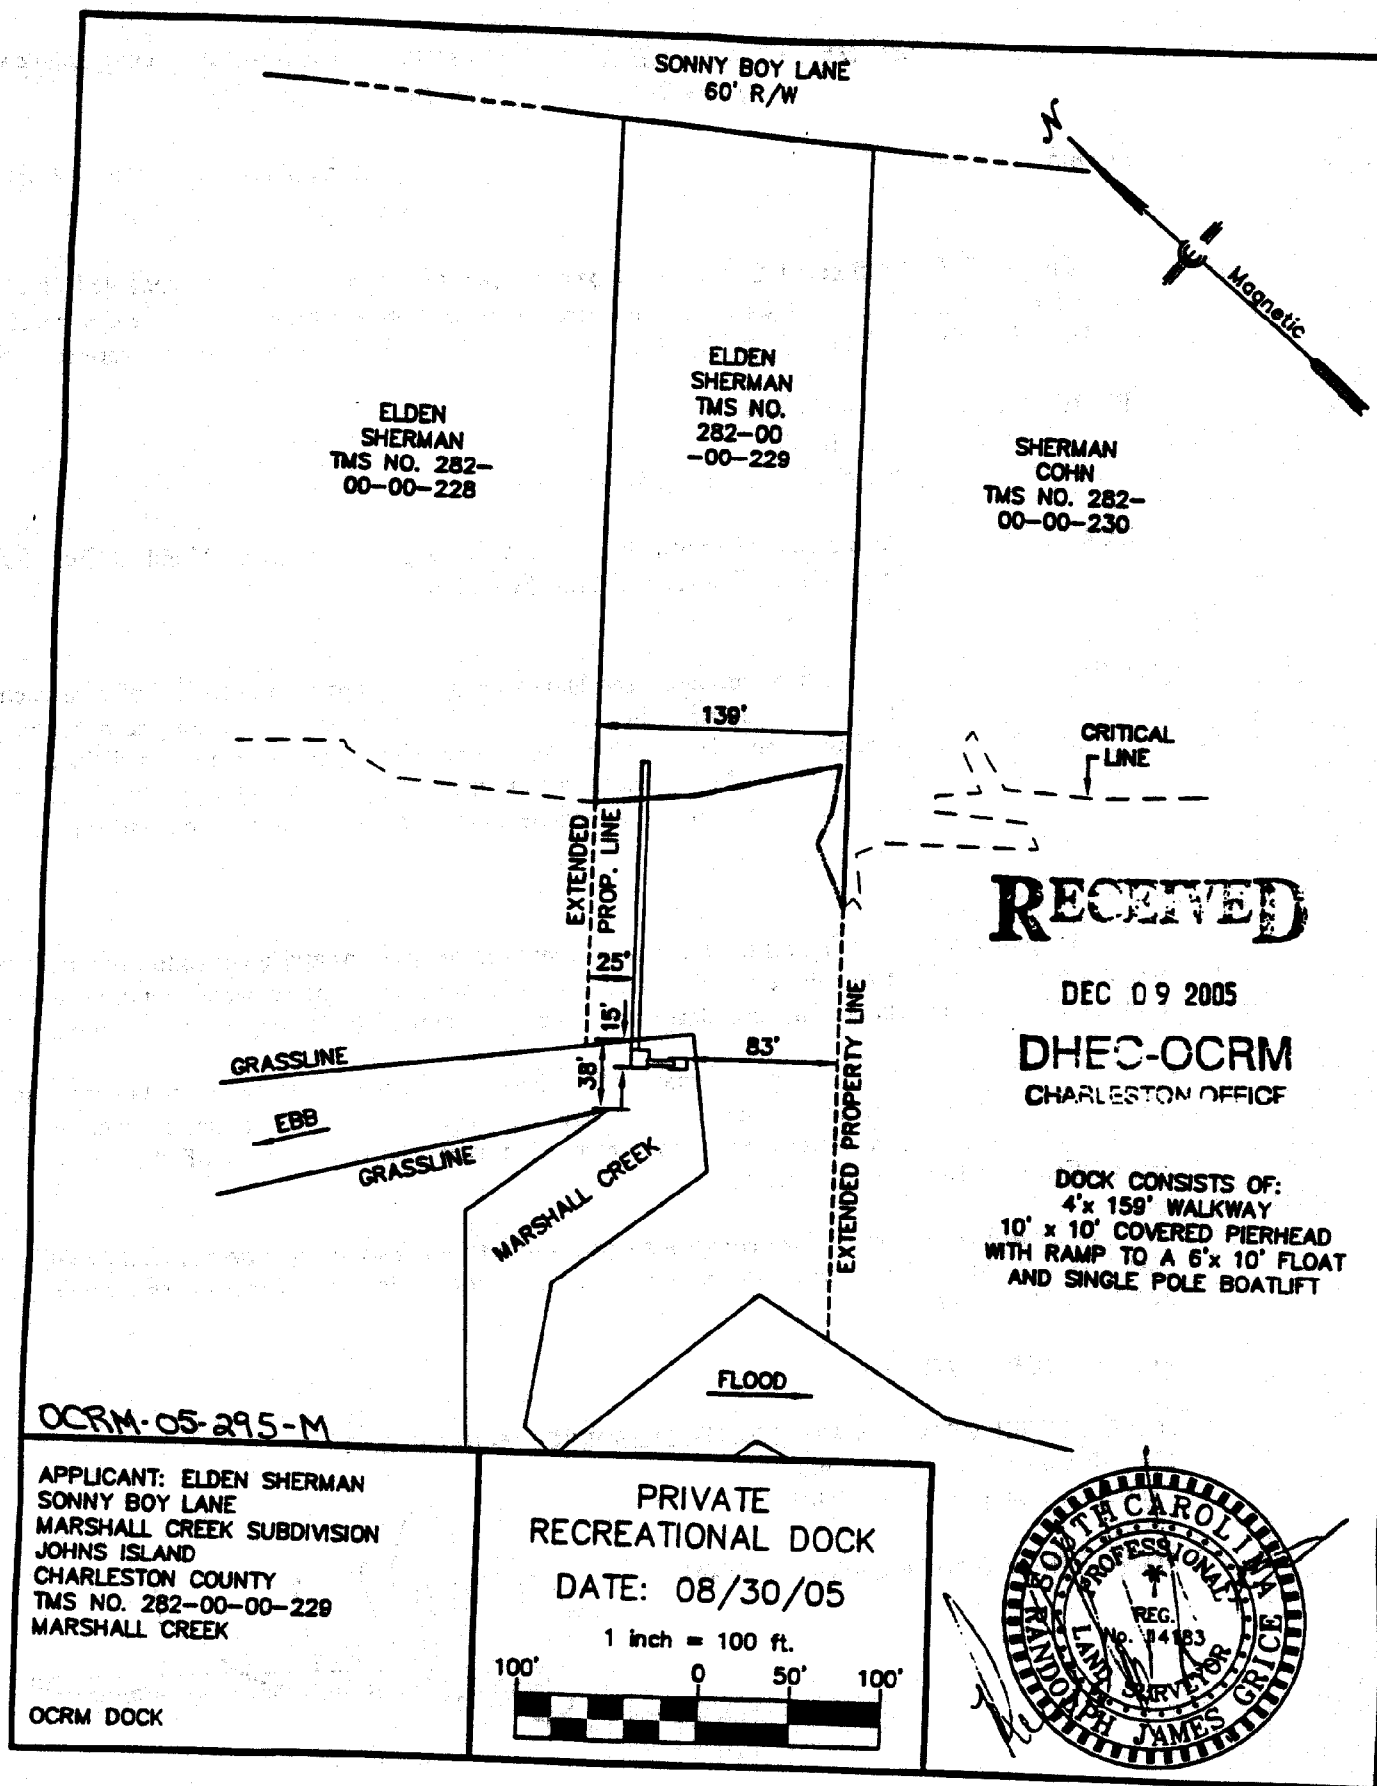 SONNY BOY LANE
60' R/W
N
Magnetic
ELDEN
SHERMAN
TMS NO. 282-
00-00-228
ELDEN
SHERMAN
TMS NO.
282-00
-00-229
SHERMAN
COHN
TMS NO. 282-
00-00-230
139'
CRITICAL
LINE
EXTENDED
PROP. LINE
25'
15'
38'
83'
EXTENDED PROPERTY LINE
GRASSLINE
EBB
GRASSLINE
MARSHALL CREEK
FLOOD
RECEIVED
DEC 09 2005
DHEC-OCRM
CHARLESTON OFFICE
DOCK CONSISTS OF:
4'x 159' WALKWAY
10' x 10' COVERED PIERHEAD
WITH RAMP TO A 6'x 10' FLOAT
AND SINGLE POLE BOATLIFT
OCRM-05-295-M
APPLICANT: ELDEN SHERMAN
SONNY BOY LANE
MARSHALL CREEK SUBDIVISION
JOHNS ISLAND
CHARLESTON COUNTY
TMS NO. 282-00-00-229
MARSHALL CREEK
OCRM DOCK
PRIVATE
RECREATIONAL DOCK
DATE: 08/30/05
1 inch = 100 ft.
100' 0 50' 100'
SOUTH CAROLINA
PROFESSIONAL
REG.
No. 14183
LAND SURVEYOR
RANDOLPH JAMES GRICE